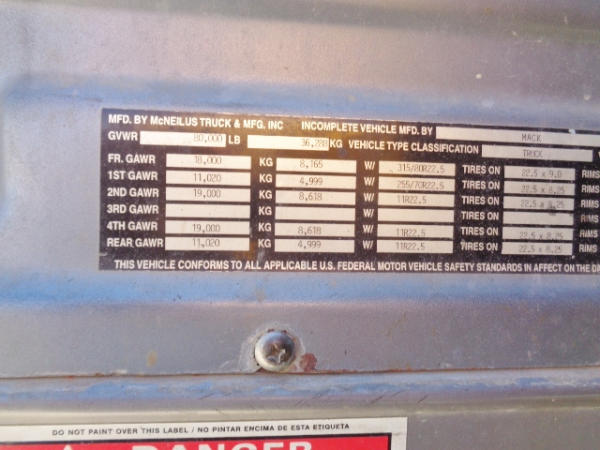 MFD. BY McNEILUS TRUCK & MFG. INC INCOMPLETE VEHICLE MFD. BY MACK
GVWR 80,000 LB 36,288 KG VEHICLE TYPE CLASSIFICATION TRUCK
FR. GAWR 18,000 KG 8,165 W/ 315/80R22.5 TIRES ON 22.5 x 9.0 RIMS
1ST GAWR 11,020 KG 4,999 W/ 255/70R22.5 TIRES ON 22.5 x 8.25 RIMS
2ND GAWR 19,000 KG 8,618 W/ 11R22.5 TIRES ON 22.5 x 8.25 RIMS
3RD GAWR KG W/ TIRES ON RIMS
4TH GAWR 19,000 KG 8,618 W/ 11R22.5 TIRES ON 22.5 x 8.25 RIMS
REAR GAWR 11,020 KG 4,999 W/ 11R22.5 TIRES ON 22.5 x 8.25 RIMS
THIS VEHICLE CONFORMS TO ALL APPLICABLE U.S. FEDERAL MOTOR VEHICLE SAFETY STANDARDS IN AFFECT ON THE
DO NOT PAINT OVER THIS LABEL / NO PINTAR ENCIMA DE ESTA ETIQUETA
DANGER